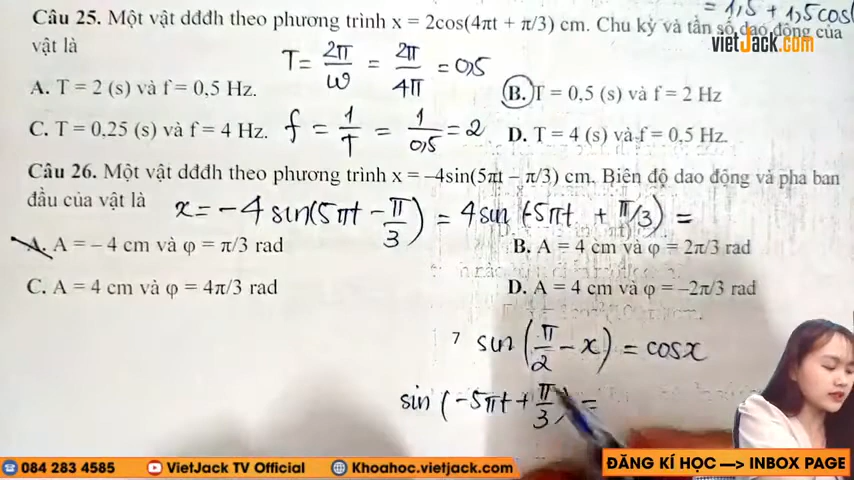 = 1,5 + 1,5cos(
Câu 25. Một vật dđđh theo phương trình x = 2cos(4πt + π/3) cm. Chu kỳ và tần số dao động của
vietJack.com
vật là
T = 2π/ω = 2π/4π = 0,5
A. T = 2 (s) và f = 0,5 Hz.
B. T = 0,5 (s) và f = 2 Hz
C. T = 0,25 (s) và f = 4 Hz.
f = 1/T = 1/0,5 = 2
D. T = 4 (s) và f = 0,5 Hz.
Câu 26. Một vật dđđh theo phương trình x = –4sin(5πt – π/3) cm. Biên độ dao động và pha ban
đầu của vật là
x = -4 sin(5πt - π/3) = 4 sin(-5πt + π/3) =
A. A = – 4 cm và φ = π/3 rad
B. A = 4 cm và φ = 2π/3 rad
C. A = 4 cm và φ = 4π/3 rad
D. A = 4 cm và φ = –2π/3 rad
7 sin(π/2 - x) = cosx
sin(-5πt + π/3) =
084 283 4585
VietJack TV Official
Khoahoc.vietjack.com
ĐĂNG KÍ HỌC —> INBOX PAGE